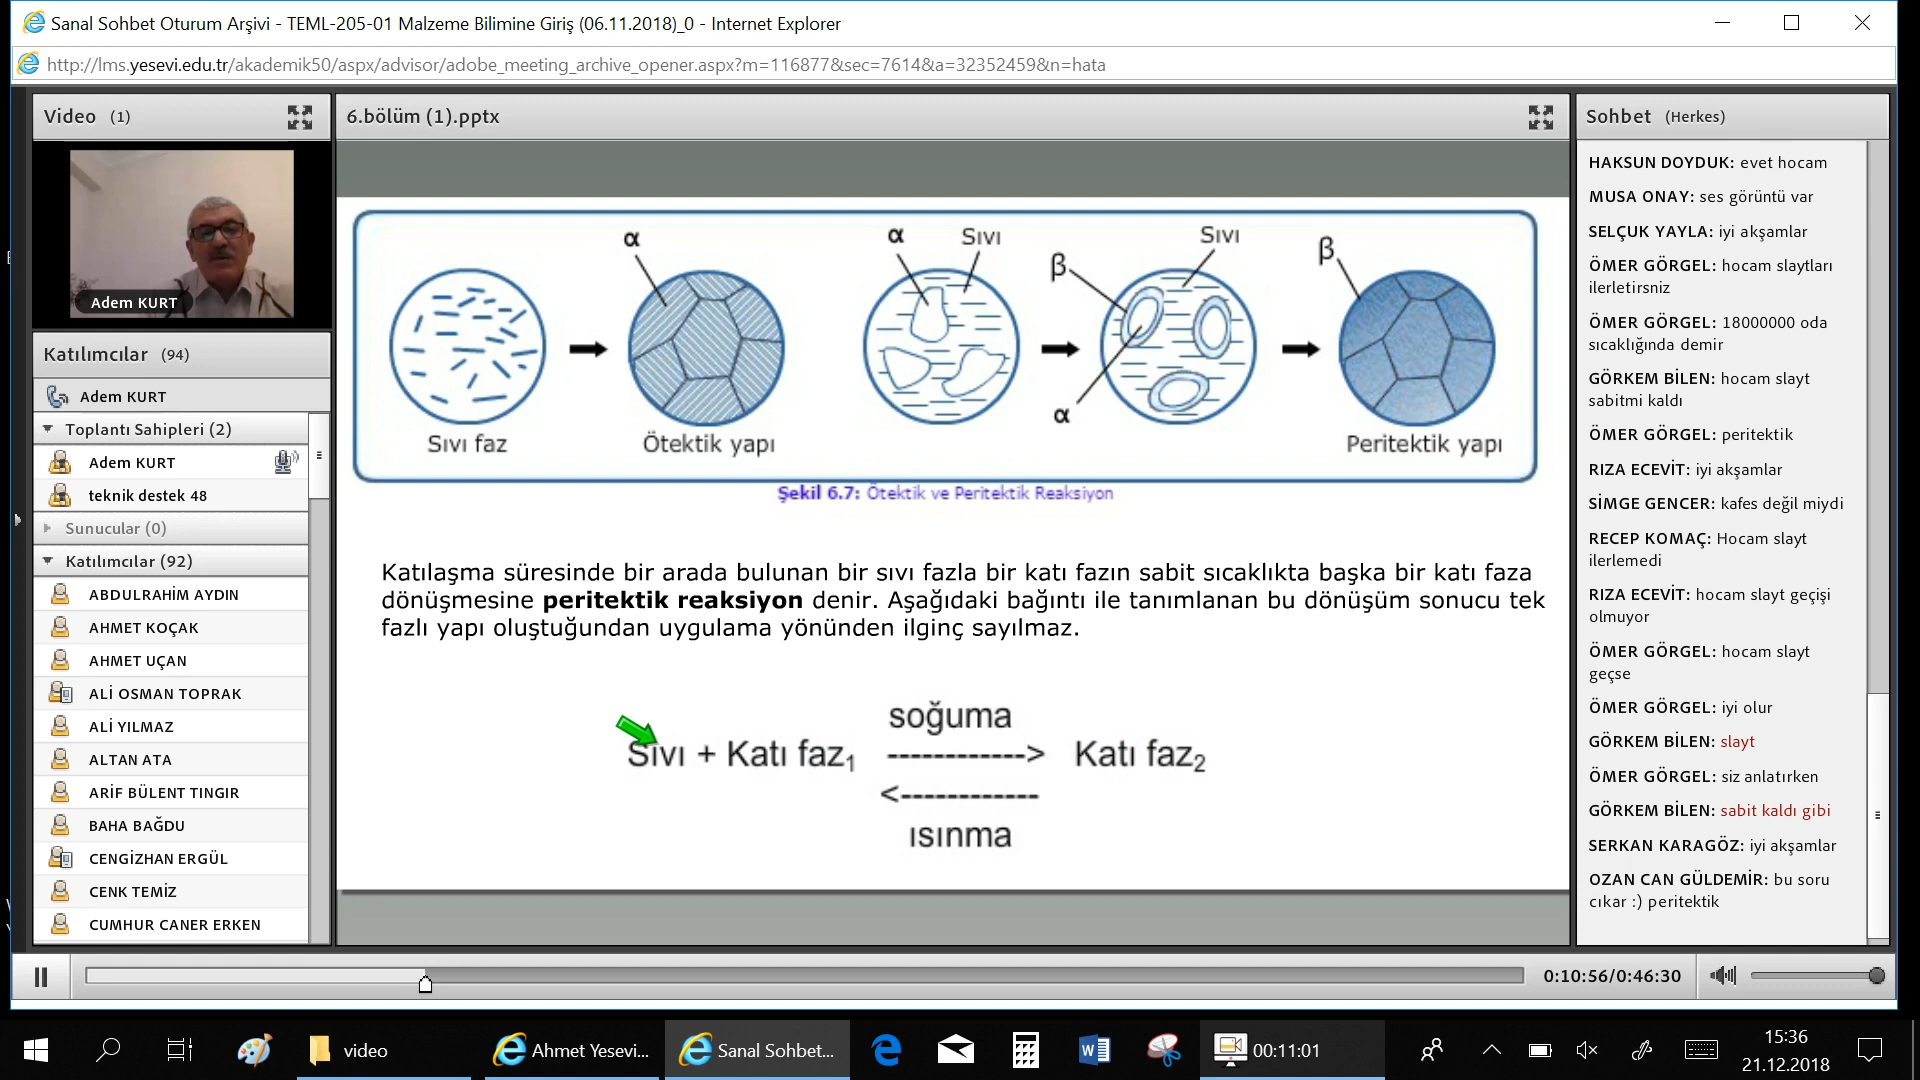 Sanal Sohbet Oturum Arşivi - TEML-205-01 Malzeme Bilimine Giriş (06.11.2018)_0 - Internet Explorer
http://lms.yesevi.edu.tr/akademik50/aspx/advisor/adobe_meeting_archive_opener.aspx?m=116877&sec=7614&a=32352459&n=hata
Video (1)
Adem KURT
Katılımcılar (94)
Adem KURT
Toplantı Sahipleri (2)
Adem KURT
teknik destek 48
Sunucular (0)
Katılımcılar (92)
ABDULRAHİM AYDIN
AHMET KOÇAK
AHMET UÇAN
ALİ OSMAN TOPRAK
ALİ YILMAZ
ALTAN ATA
ARİF BÜLENT TINGIR
BAHA BAĞDU
CENGİZHAN ERGÜL
CENK TEMİZ
CUMHUR CANER ERKEN
6.bölüm (1).pptx
α
α
Sıvı
β
Sıvı
β
α
Sıvı faz
Ötektik yapı
Peritektik yapı
Şekil 6.7: Ötektik ve Peritektik Reaksiyon
Katılaşma süresinde bir arada bulunan bir sıvı fazla bir katı fazın sabit sıcaklıkta başka bir katı faza
dönüşmesine peritektik reaksiyon denir. Aşağıdaki bağıntı ile tanımlanan bu dönüşüm sonucu tek
fazlı yapı oluştuğundan uygulama yönünden ilginç sayılmaz.
soğuma
Sıvı + Katı faz₁ ------------> Katı faz₂
<------------
ısınma
Sohbet (Herkes)
HAKSUN DOYDUK: evet hocam
MUSA ONAY: ses görüntü var
SELÇUK YAYLA: iyi akşamlar
ÖMER GÖRGEL: hocam slaytları
ilerletirsniz
ÖMER GÖRGEL: 18000000 oda
sıcaklığında demir
GÖRKEM BİLEN: hocam slayt
sabitmi kaldı
ÖMER GÖRGEL: peritektik
RIZA ECEVİT: iyi akşamlar
SİMGE GENCER: kafes değil miydi
RECEP KOMAÇ: Hocam slayt
ilerlemedi
RIZA ECEVİT: hocam slayt geçişi
olmuyor
ÖMER GÖRGEL: hocam slayt
geçse
ÖMER GÖRGEL: iyi olur
GÖRKEM BİLEN: slayt
ÖMER GÖRGEL: siz anlatırken
GÖRKEM BİLEN: sabit kaldı gibi
SERKAN KARAGÖZ: iyi akşamlar
OZAN CAN GÜLDEMİR: bu soru
cıkar :) peritektik
0:10:56/0:46:30
video
Ahmet Yesevi...
Sanal Sohbet...
00:11:01
15:36
21.12.2018